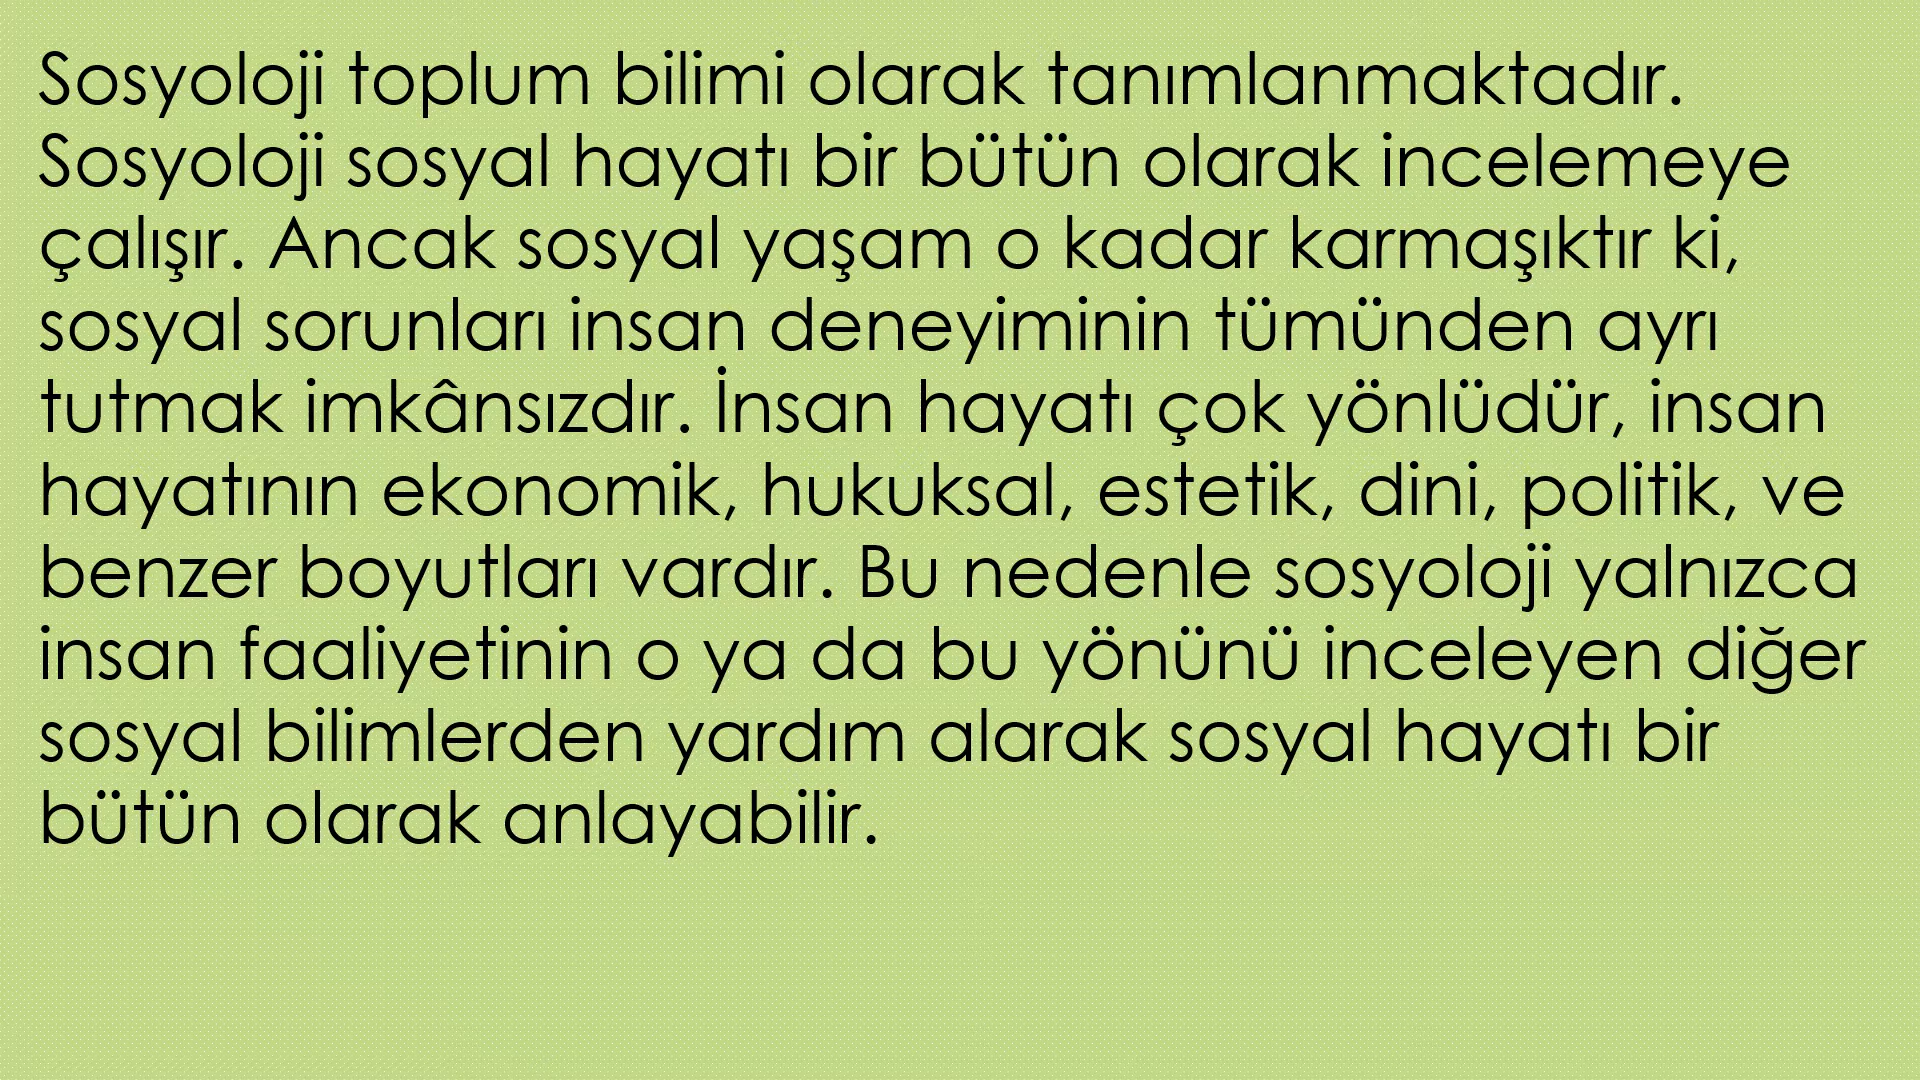 Sosyoloji toplum bilimi olarak tanımlanmaktadır.
Sosyoloji sosyal hayatı bir bütün olarak incelemeye
çalışır. Ancak sosyal yaşam o kadar karmaşıktır ki,
sosyal sorunları insan deneyiminin tümünden ayrı
tutmak imkânsızdır. İnsan hayatı çok yönlüdür, insan
hayatının ekonomik, hukuksal, estetik, dini, politik, ve
benzer boyutları vardır. Bu nedenle sosyoloji yalnızca
insan faaliyetinin o ya da bu yönünü inceleyen diğer
sosyal bilimlerden yardım alarak sosyal hayatı bir
bütün olarak anlayabilir.